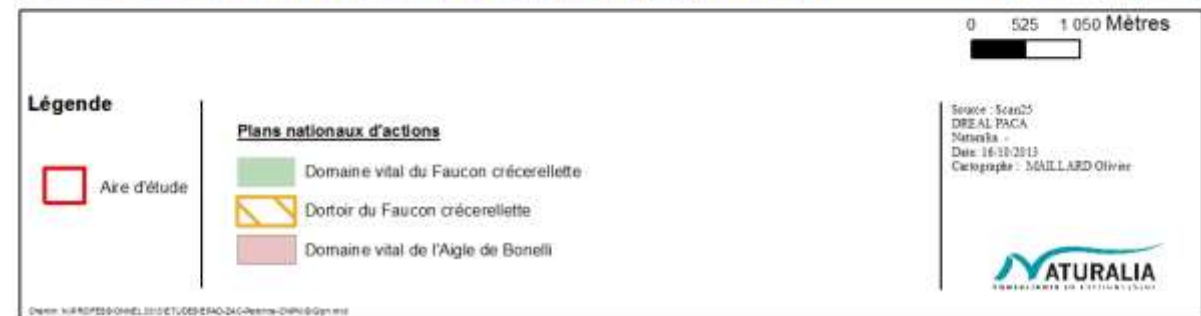 0 525 1 050 Mètres
Légende
Aire d'étude
Plans nationaux d'actions
Domaine vital du Faucon crécerellette
Dortoir du Faucon crécerellette
Domaine vital de l'Aigle de Bonelli
Source : Scan25
DREAL PACA
Naturalia -
Date: 16/10/2013
Cartographe : MAILLARD Olivier
NATURALIA